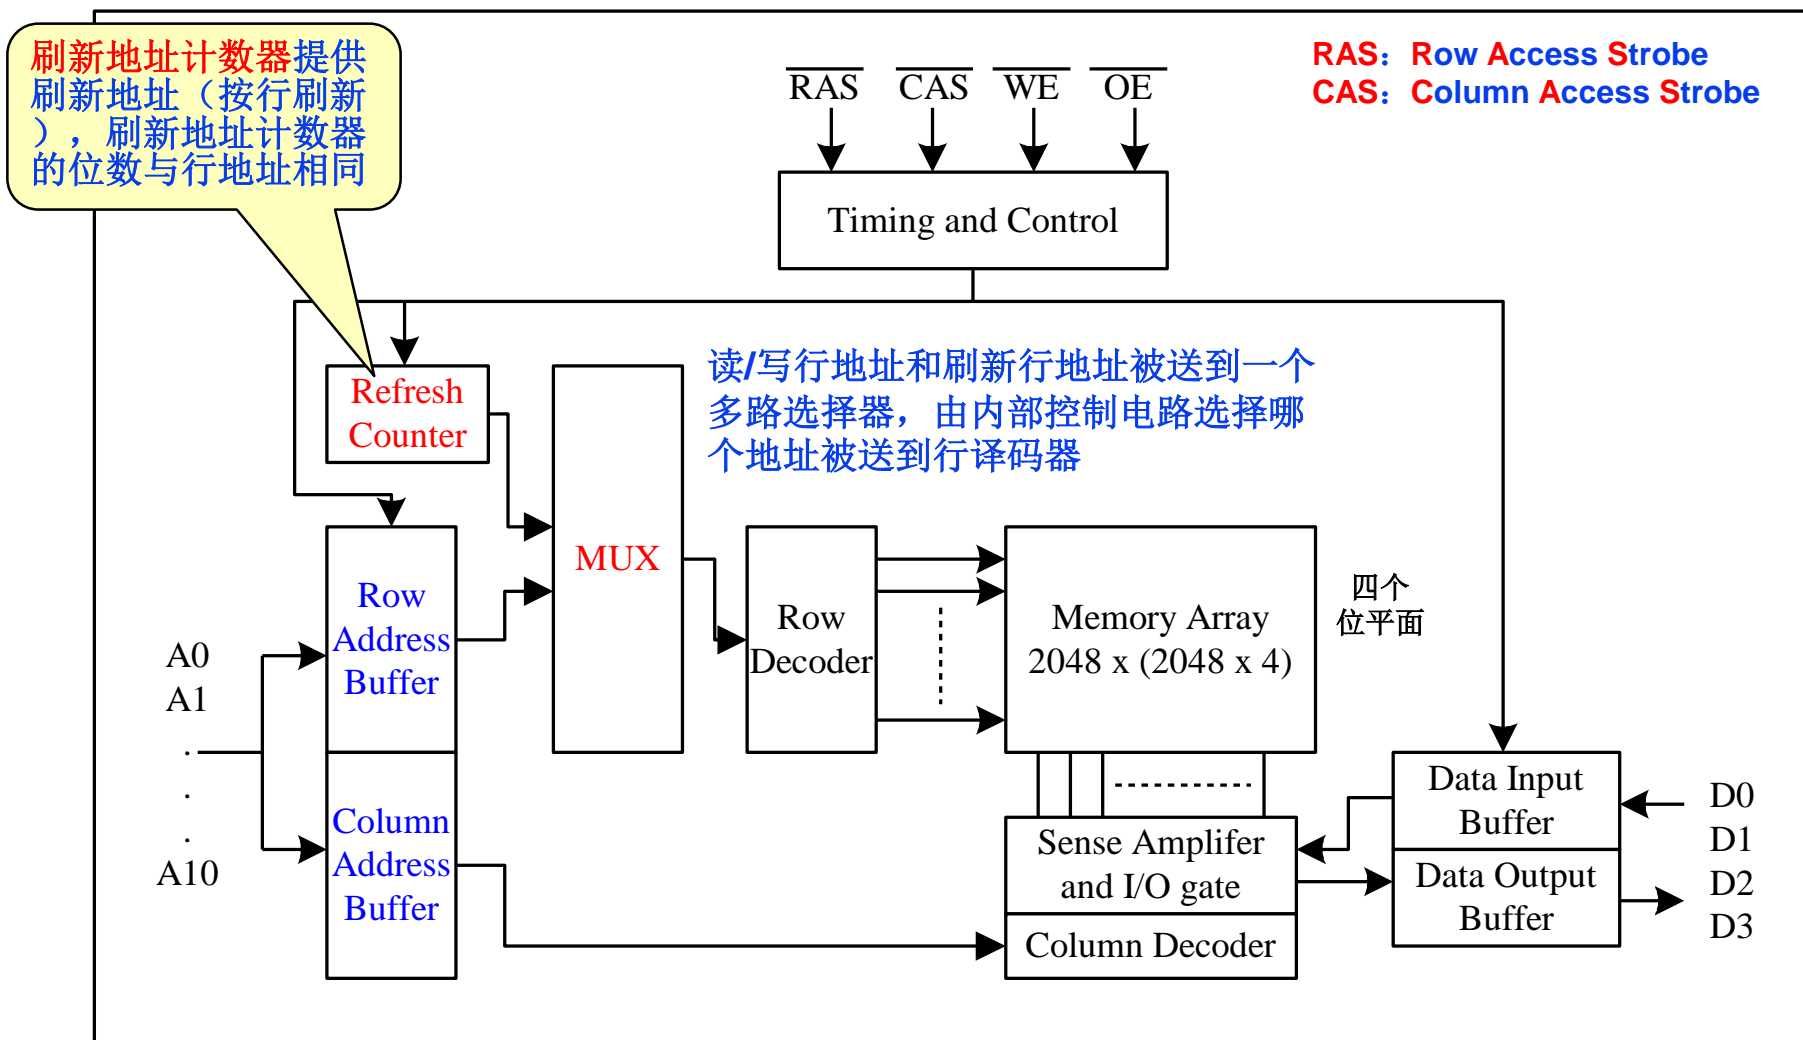 刷新地址计数器提供
刷新地址（按行刷新
），刷新地址计数器
的位数与行地址相同
RAS：Row Access Strobe
CAS：Column Access Strobe
RAS CAS WE OE
Timing and Control
Refresh
Counter
读/写行地址和刷新行地址被送到一个
多路选择器，由内部控制电路选择哪
个地址被送到行译码器
MUX
Row
Address
Buffer
Row
Decoder
Memory Array
2048 x (2048 x 4)
四个
位平面
A0
A1
.
.
.
A10
Column
Address
Buffer
Sense Amplifer
and I/O gate
Column Decoder
Data Input
Buffer
Data Output
Buffer
D0
D1
D2
D3